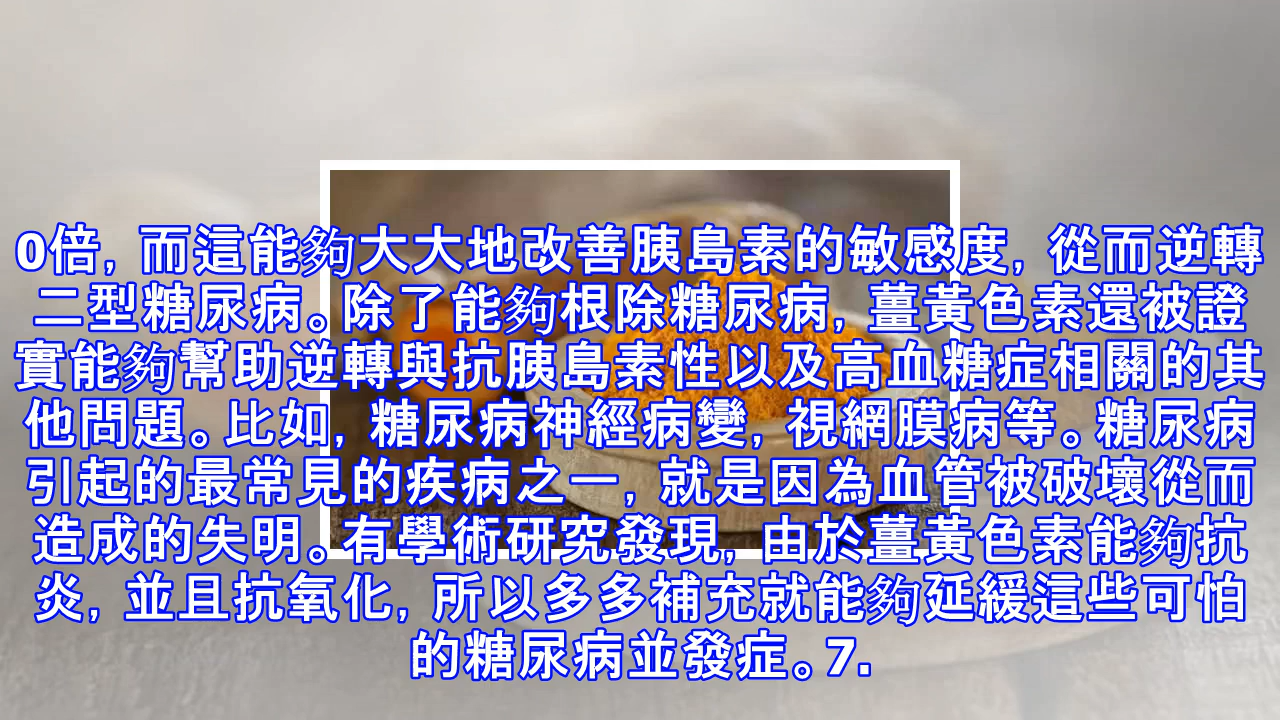 0倍, 而這能夠大大地改善胰島素的敏感度, 從而逆轉
二型糖尿病。除了能夠根除糖尿病, 薑黃色素還被證
實能夠幫助逆轉與抗胰島素性以及高血糖症相關的其
他問題。比如, 糖尿病神經病變, 視網膜病等。糖尿病
引起的最常見的疾病之一, 就是因為血管被破壞從而
造成的失明。有學術研究發現, 由於薑黃色素能夠抗
炎, 並且抗氧化, 所以多多補充就能夠延緩這些可怕
的糖尿病並發症。7.